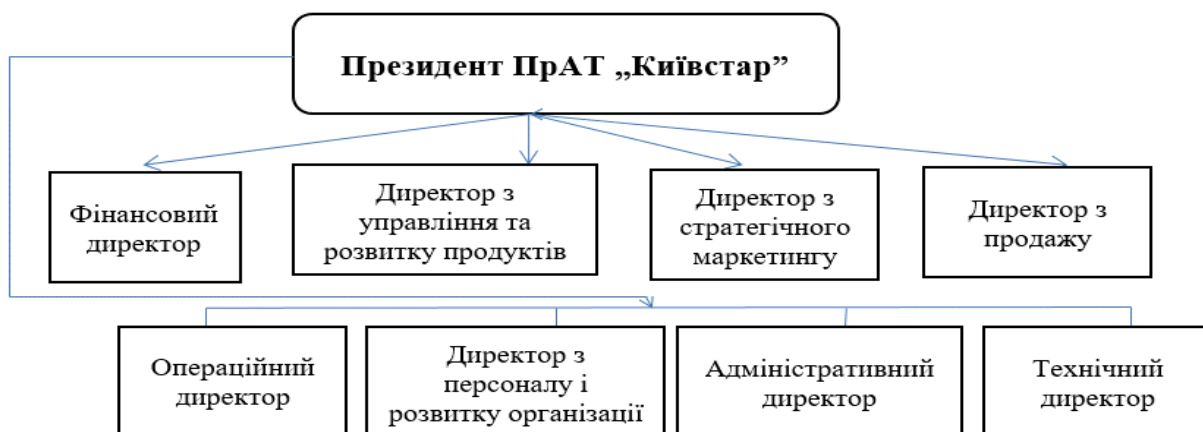 Президент ПрАТ „Київстар”
Фінансовий
директор
Директор з
управління та
розвитку продуктів
Директор з
стратегічного
маркетингу
Директор з
продажу
Операційний
директор
Директор з
персоналу і
розвитку організації
Адміністративний
директор
Технічний
директор